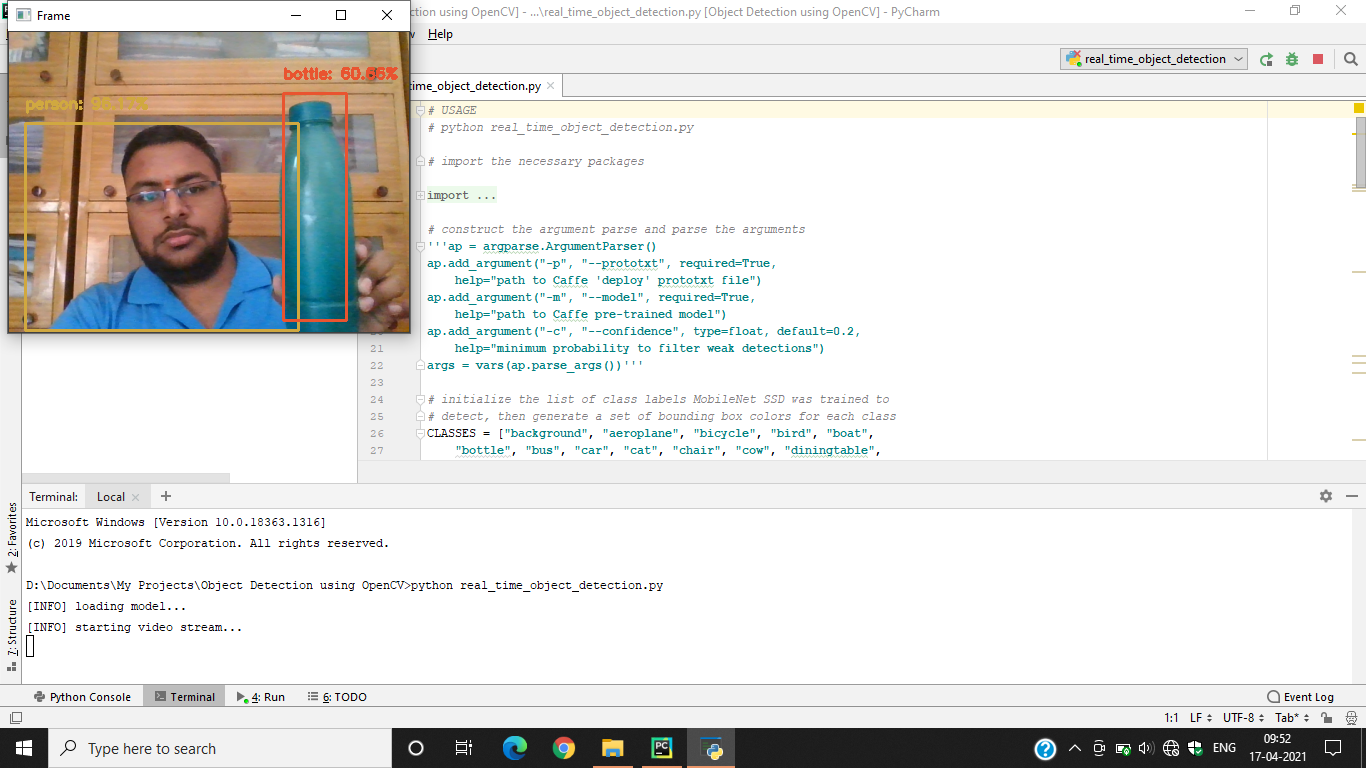 Frame
ction using OpenCV] - ...\real_time_object_detection.py [Object Detection using OpenCV] - PyCharm
Help
real_time_object_detection
bottle: 60.66%
time_object_detection.py
# USAGE
# python real_time_object_detection.py
# import the necessary packages
import ...
# construct the argument parse and parse the arguments
'''ap = argparse.ArgumentParser()
ap.add_argument("-p", "--prototxt", required=True,
help="path to Caffe 'deploy' prototxt file")
ap.add_argument("-m", "--model", required=True,
help="path to Caffe pre-trained model")
ap.add_argument("-c", "--confidence", type=float, default=0.2,
21 help="minimum probability to filter weak detections")
22 args = vars(ap.parse_args())'''
23
24 # initialize the list of class labels MobileNet SSD was trained to
25 # detect, then generate a set of bounding box colors for each class
26 CLASSES = ["background", "aeroplane", "bicycle", "bird", "boat",
27 "bottle", "bus", "car", "cat", "chair", "cow", "diningtable",
person:
Terminal: Local
Microsoft Windows [Version 10.0.18363.1316]
(c) 2019 Microsoft Corporation. All rights reserved.
D:\Documents\My Projects\Object Detection using OpenCV>python real_time_object_detection.py
[INFO] loading model...
[INFO] starting video stream...
2: Favorites
7: Structure
Python Console Terminal 4: Run 6: TODO Event Log
1:1 LF UTF-8 Tab*
Type here to search
PC
ENG
09:52
17-04-2021